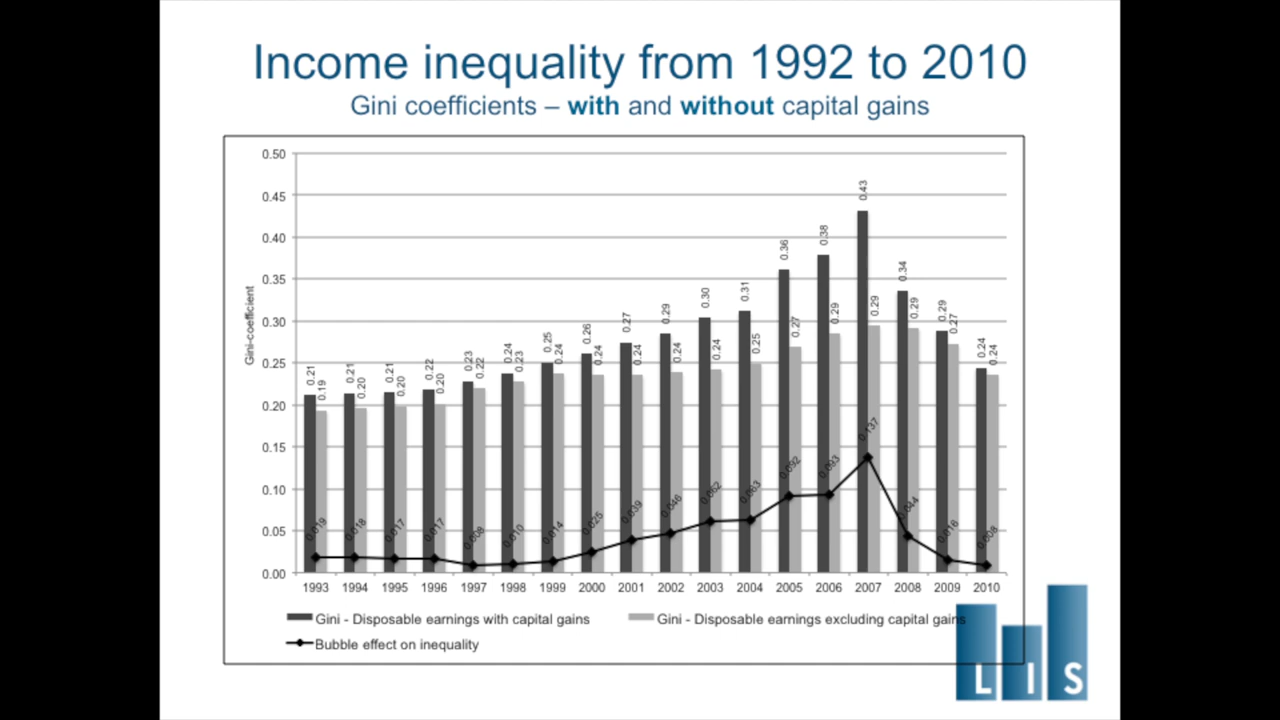 Income inequality from 1992 to 2010
Gini coefficients – with and without capital gains
Gini-coefficient
0.50
0.45
0.40
0.35
0.30
0.25
0.20
0.15
0.10
0.05
0.00
0.21 0.21 0.21 0.22 0.23 0.24 0.25 0.26 0.27 0.29 0.30 0.31 0.36 0.38 0.43 0.34 0.29 0.24
0.19 0.20 0.20 0.20 0.22 0.23 0.24 0.24 0.24 0.24 0.24 0.25 0.27 0.29 0.29 0.29 0.27 0.24
0.019 0.018 0.017 0.017 0.008 0.010 0.014 0.025 0.039 0.046 0.062 0.063 0.092 0.093 0.137 0.044 0.016 0.008
1993 1994 1995 1996 1997 1998 1999 2000 2001 2002 2003 2004 2005 2006 2007 2008 2009 2010
Gini - Disposable earnings with capital gains
Gini - Disposable earnings excluding capital gains
Bubble effect on inequality
LIS